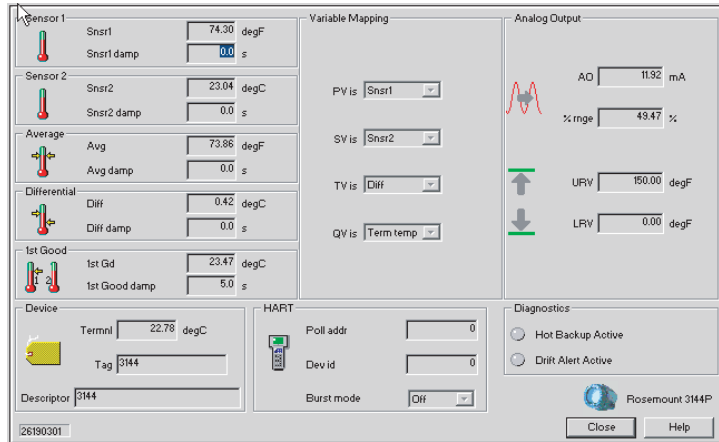 Sensor 1
Snsr1 74.30 degF
Snsr1 damp 0.0 s
Sensor 2
Snsr2 23.04 degC
Snsr2 damp 0.0 s
Average
Avg 73.86 degF
Avg damp 0.0 s
Differential
Diff 0.42 degC
Diff damp 0.0 s
1st Good
1 2
1st Gd 23.47 degC
1st Good damp 5.0 s
Variable Mapping
PV is Snsr1
SV is Snsr2
TV is Diff
QV is Term temp
Analog Output
AO 11.92 mA
% rnge 49.47 %
URV 150.00 degF
LRV 0.00 degF
Device
Termnl 22.78 degC
Tag 3144
Descriptor 3144
HART
Poll addr 0
Dev id 0
Burst mode Off
Diagnostics
Hot Backup Active
Drift Alert Active
Rosemount 3144P
26190301
Close Help